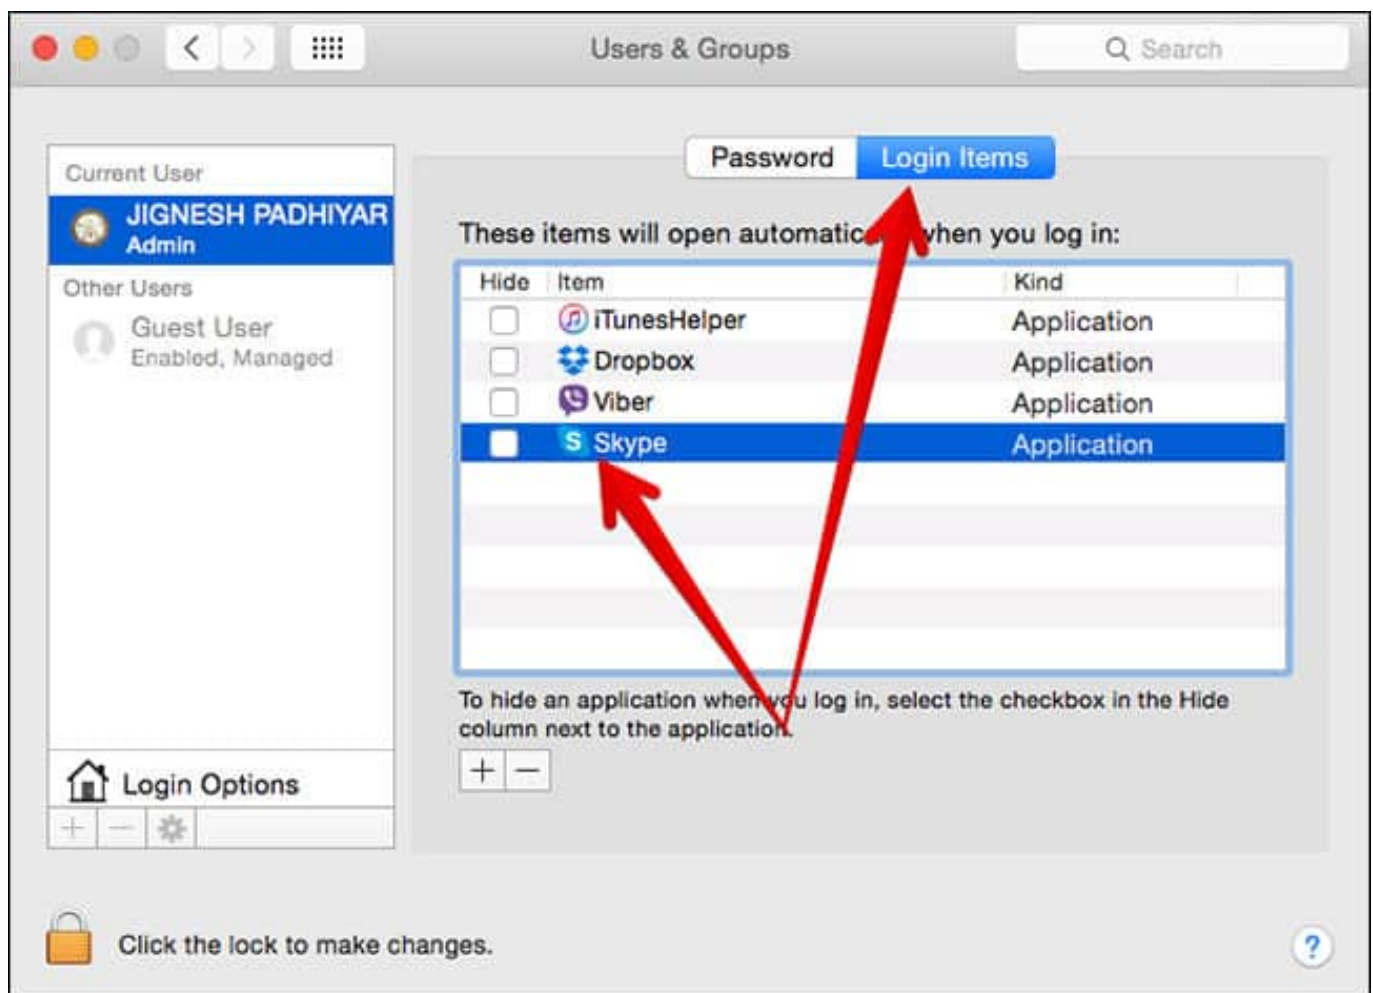 Users & Groups
Search
Current User
JIGNESH PADHIYAR
Admin
Other Users
Guest User
Enabled, Managed
Login Options
Password
Login Items
These items will open automatic when you log in:
Hide Item Kind
iTunesHelper Application
Dropbox Application
Viber Application
S Skype Application
To hide an application when you log in, select the checkbox in the Hide
column next to the application.
+ −
+ −
Click the lock to make changes.
?